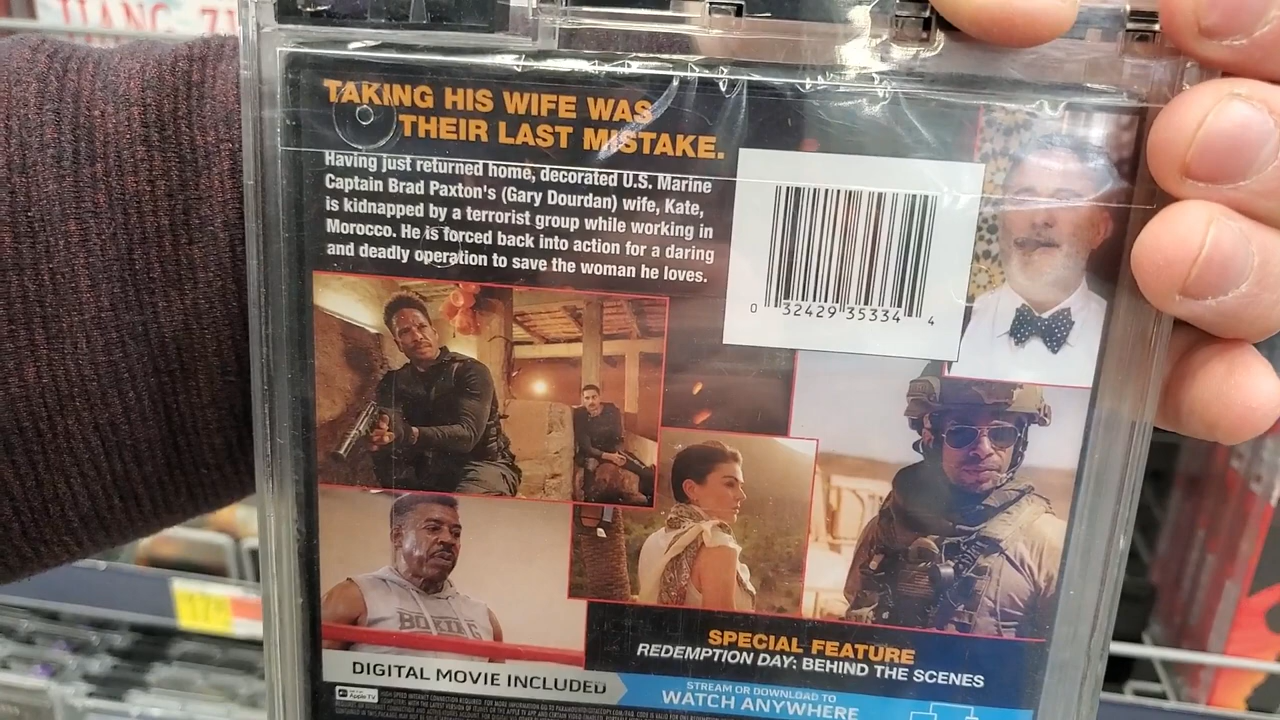 TAKING HIS WIFE WAS
THEIR LAST MISTAKE.
Having just returned home, decorated U.S. Marine
Captain Brad Paxton's (Gary Dourdan) wife, Kate,
is kidnapped by a terrorist group while working in
Morocco. He is forced back into action for a daring
and deadly operation to save the woman he loves.
0 32429 35334 4
BOXING
SPECIAL FEATURE
REDEMPTION DAY: BEHIND THE SCENES
DIGITAL MOVIE INCLUDED
STREAM OR DOWNLOAD TO
WATCH ANYWHERE
Apple TV